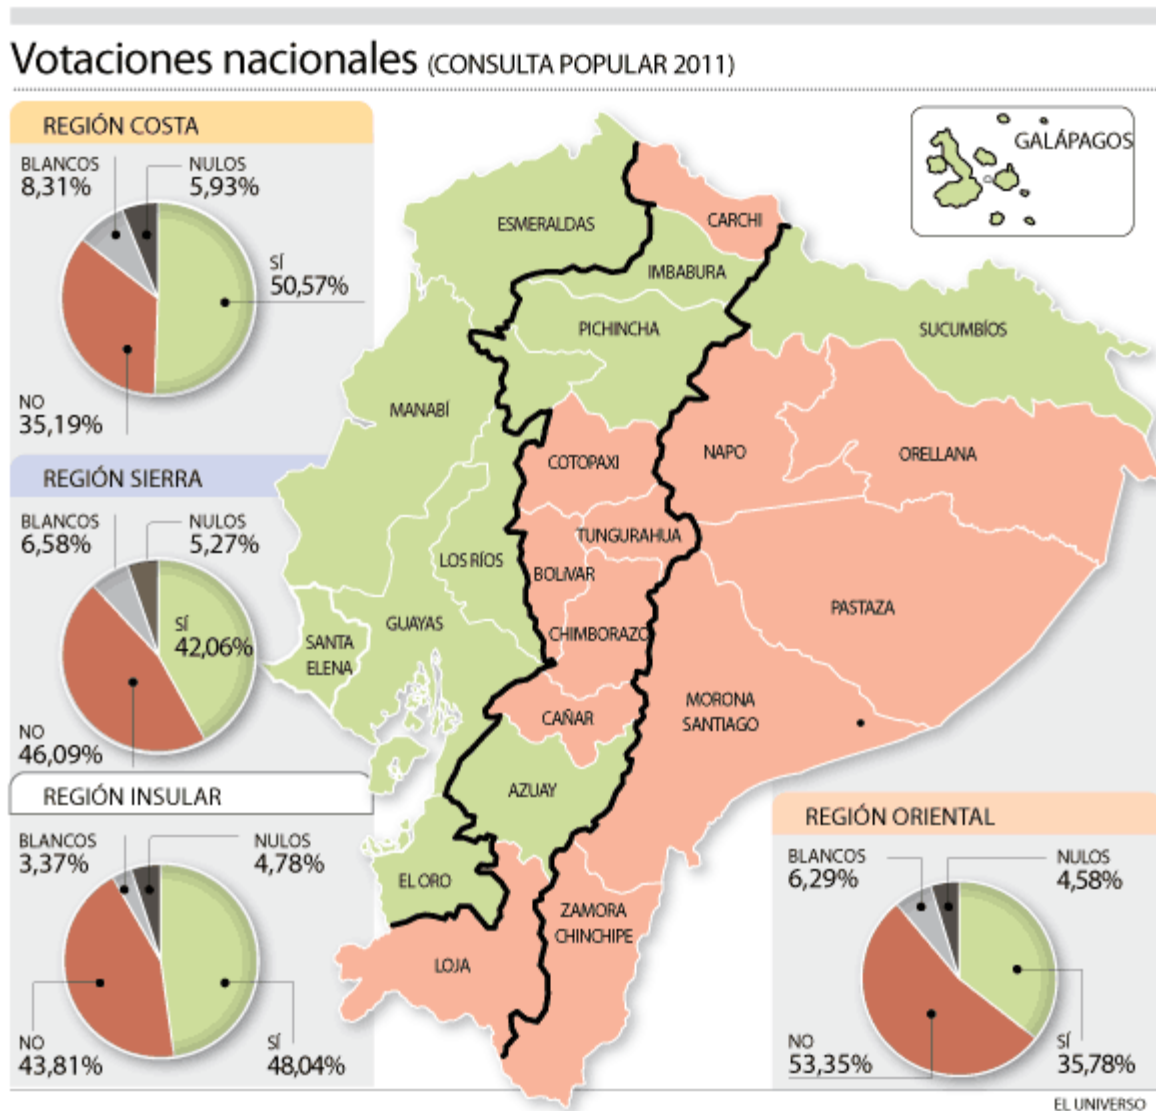 Votaciones nacionales (CONSULTA POPULAR 2011)
REGIÓN COSTA
BLANCOS
8,31%
NULOS
5,93%
SÍ
50,57%
NO
35,19%
REGIÓN SIERRA
BLANCOS
6,58%
NULOS
5,27%
SÍ
42,06%
NO
46,09%
REGIÓN INSULAR
BLANCOS
3,37%
NULOS
4,78%
NO
43,81%
SÍ
48,04%
GALÁPAGOS
ESMERALDAS
CARCHI
IMBABURA
PICHINCHA
SUCUMBÍOS
MANABÍ
COTOPAXI
NAPO
ORELLANA
TUNGURAHUA
LOS RÍOS
BOLIVAR
PASTAZA
GUAYAS
CHIMBORAZO
SANTA
ELENA
MORONA
SANTIAGO
CAÑAR
AZUAY
EL ORO
ZAMORA
CHINCHIPE
LOJA
REGIÓN ORIENTAL
BLANCOS
6,29%
NULOS
4,58%
NO
53,35%
SÍ
35,78%
EL UNIVERSO